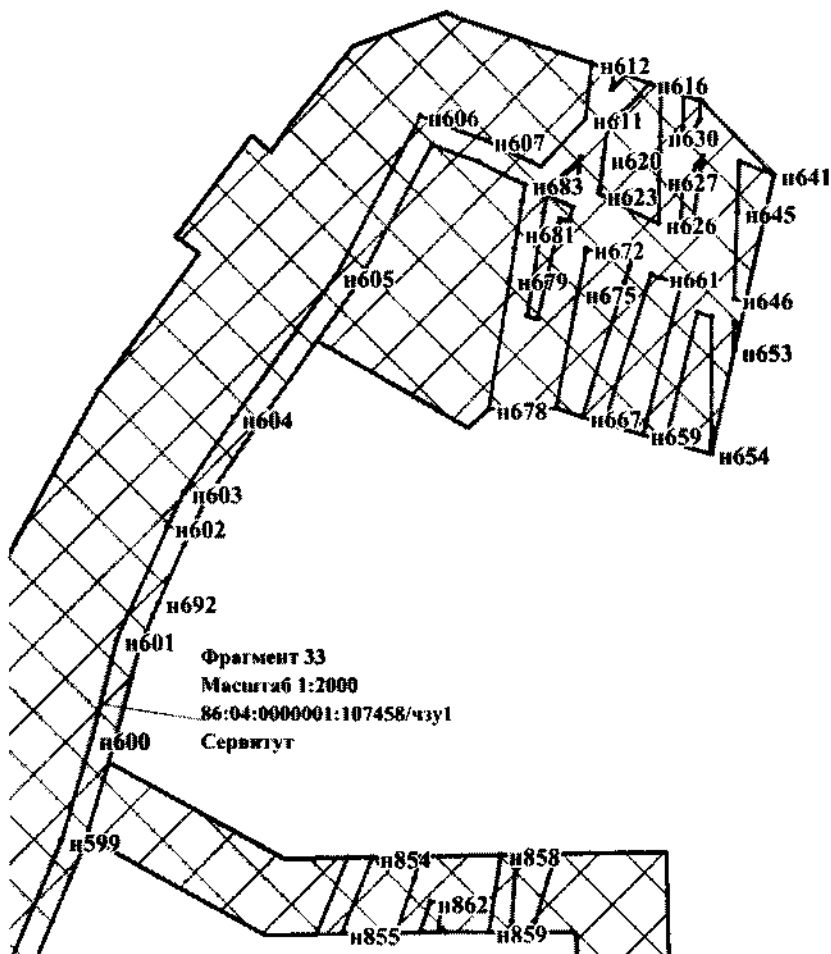 н612
н616
н606
н611
н607
н630
н620
н627
н641
н683
н623
н645
н626
н681
н672
н679
н605
н675
н661
н646
н653
н678
н604
н667
н659
н654
н603
н602
н692
н601
Фрагмент 33
Масштаб 1:2000
86:04:0000001:107458/чзу1
Сервитут
н600
н599
н854
н858
н862
н855
н859